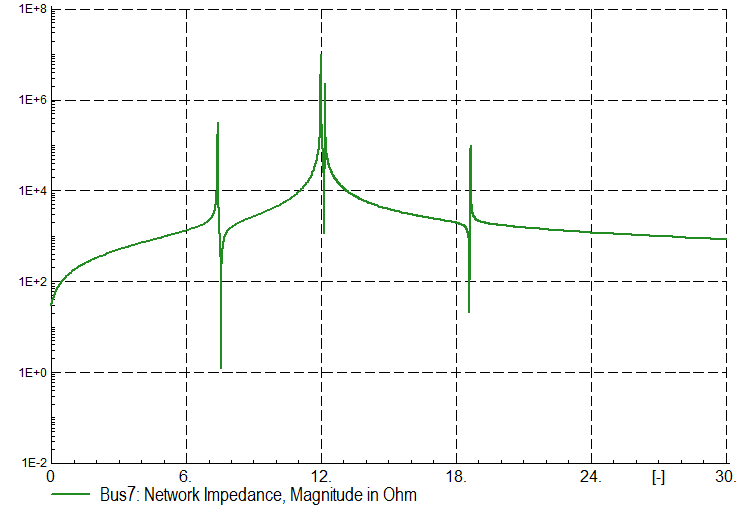 1E+8
1E+6
1E+4
1E+2
1E+0
1E-2
0 6. 12. 18. 24. [-] 30.
Bus7: Network Impedance, Magnitude in Ohm